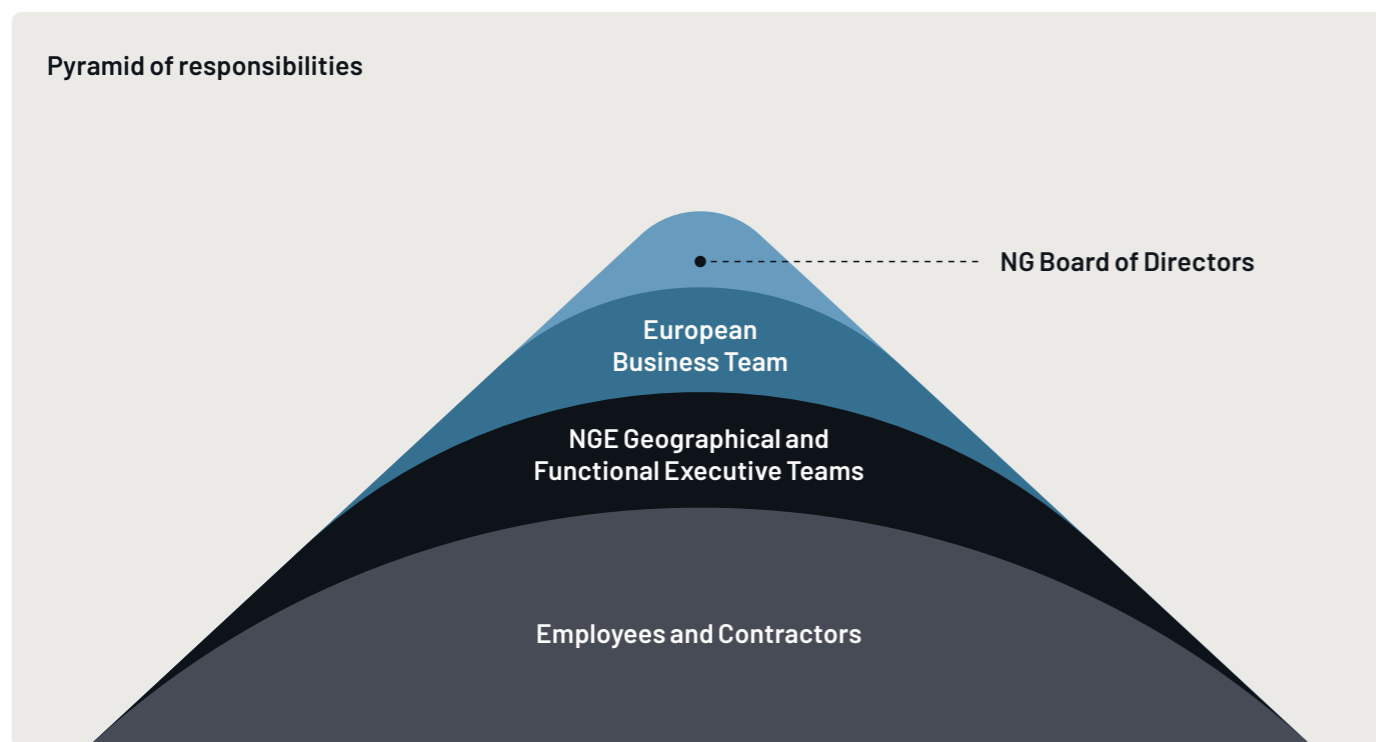 Pyramid of responsibilities
NG Board of Directors
European
Business Team
NGE Geographical and
Functional Executive Teams
Employees and Contractors